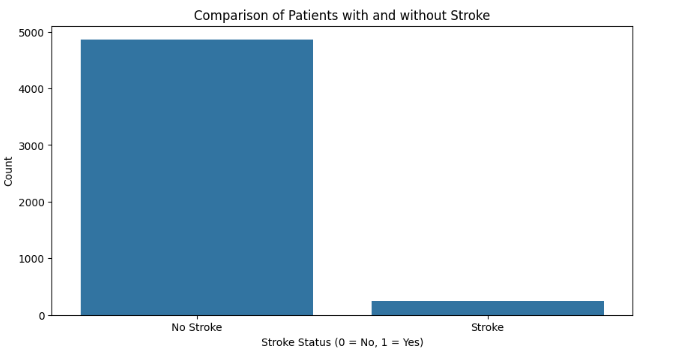 Comparison of Patients with and without Stroke
5000
4000
3000
2000
1000
0
Count
No Stroke
Stroke
Stroke Status (0 = No, 1 = Yes)